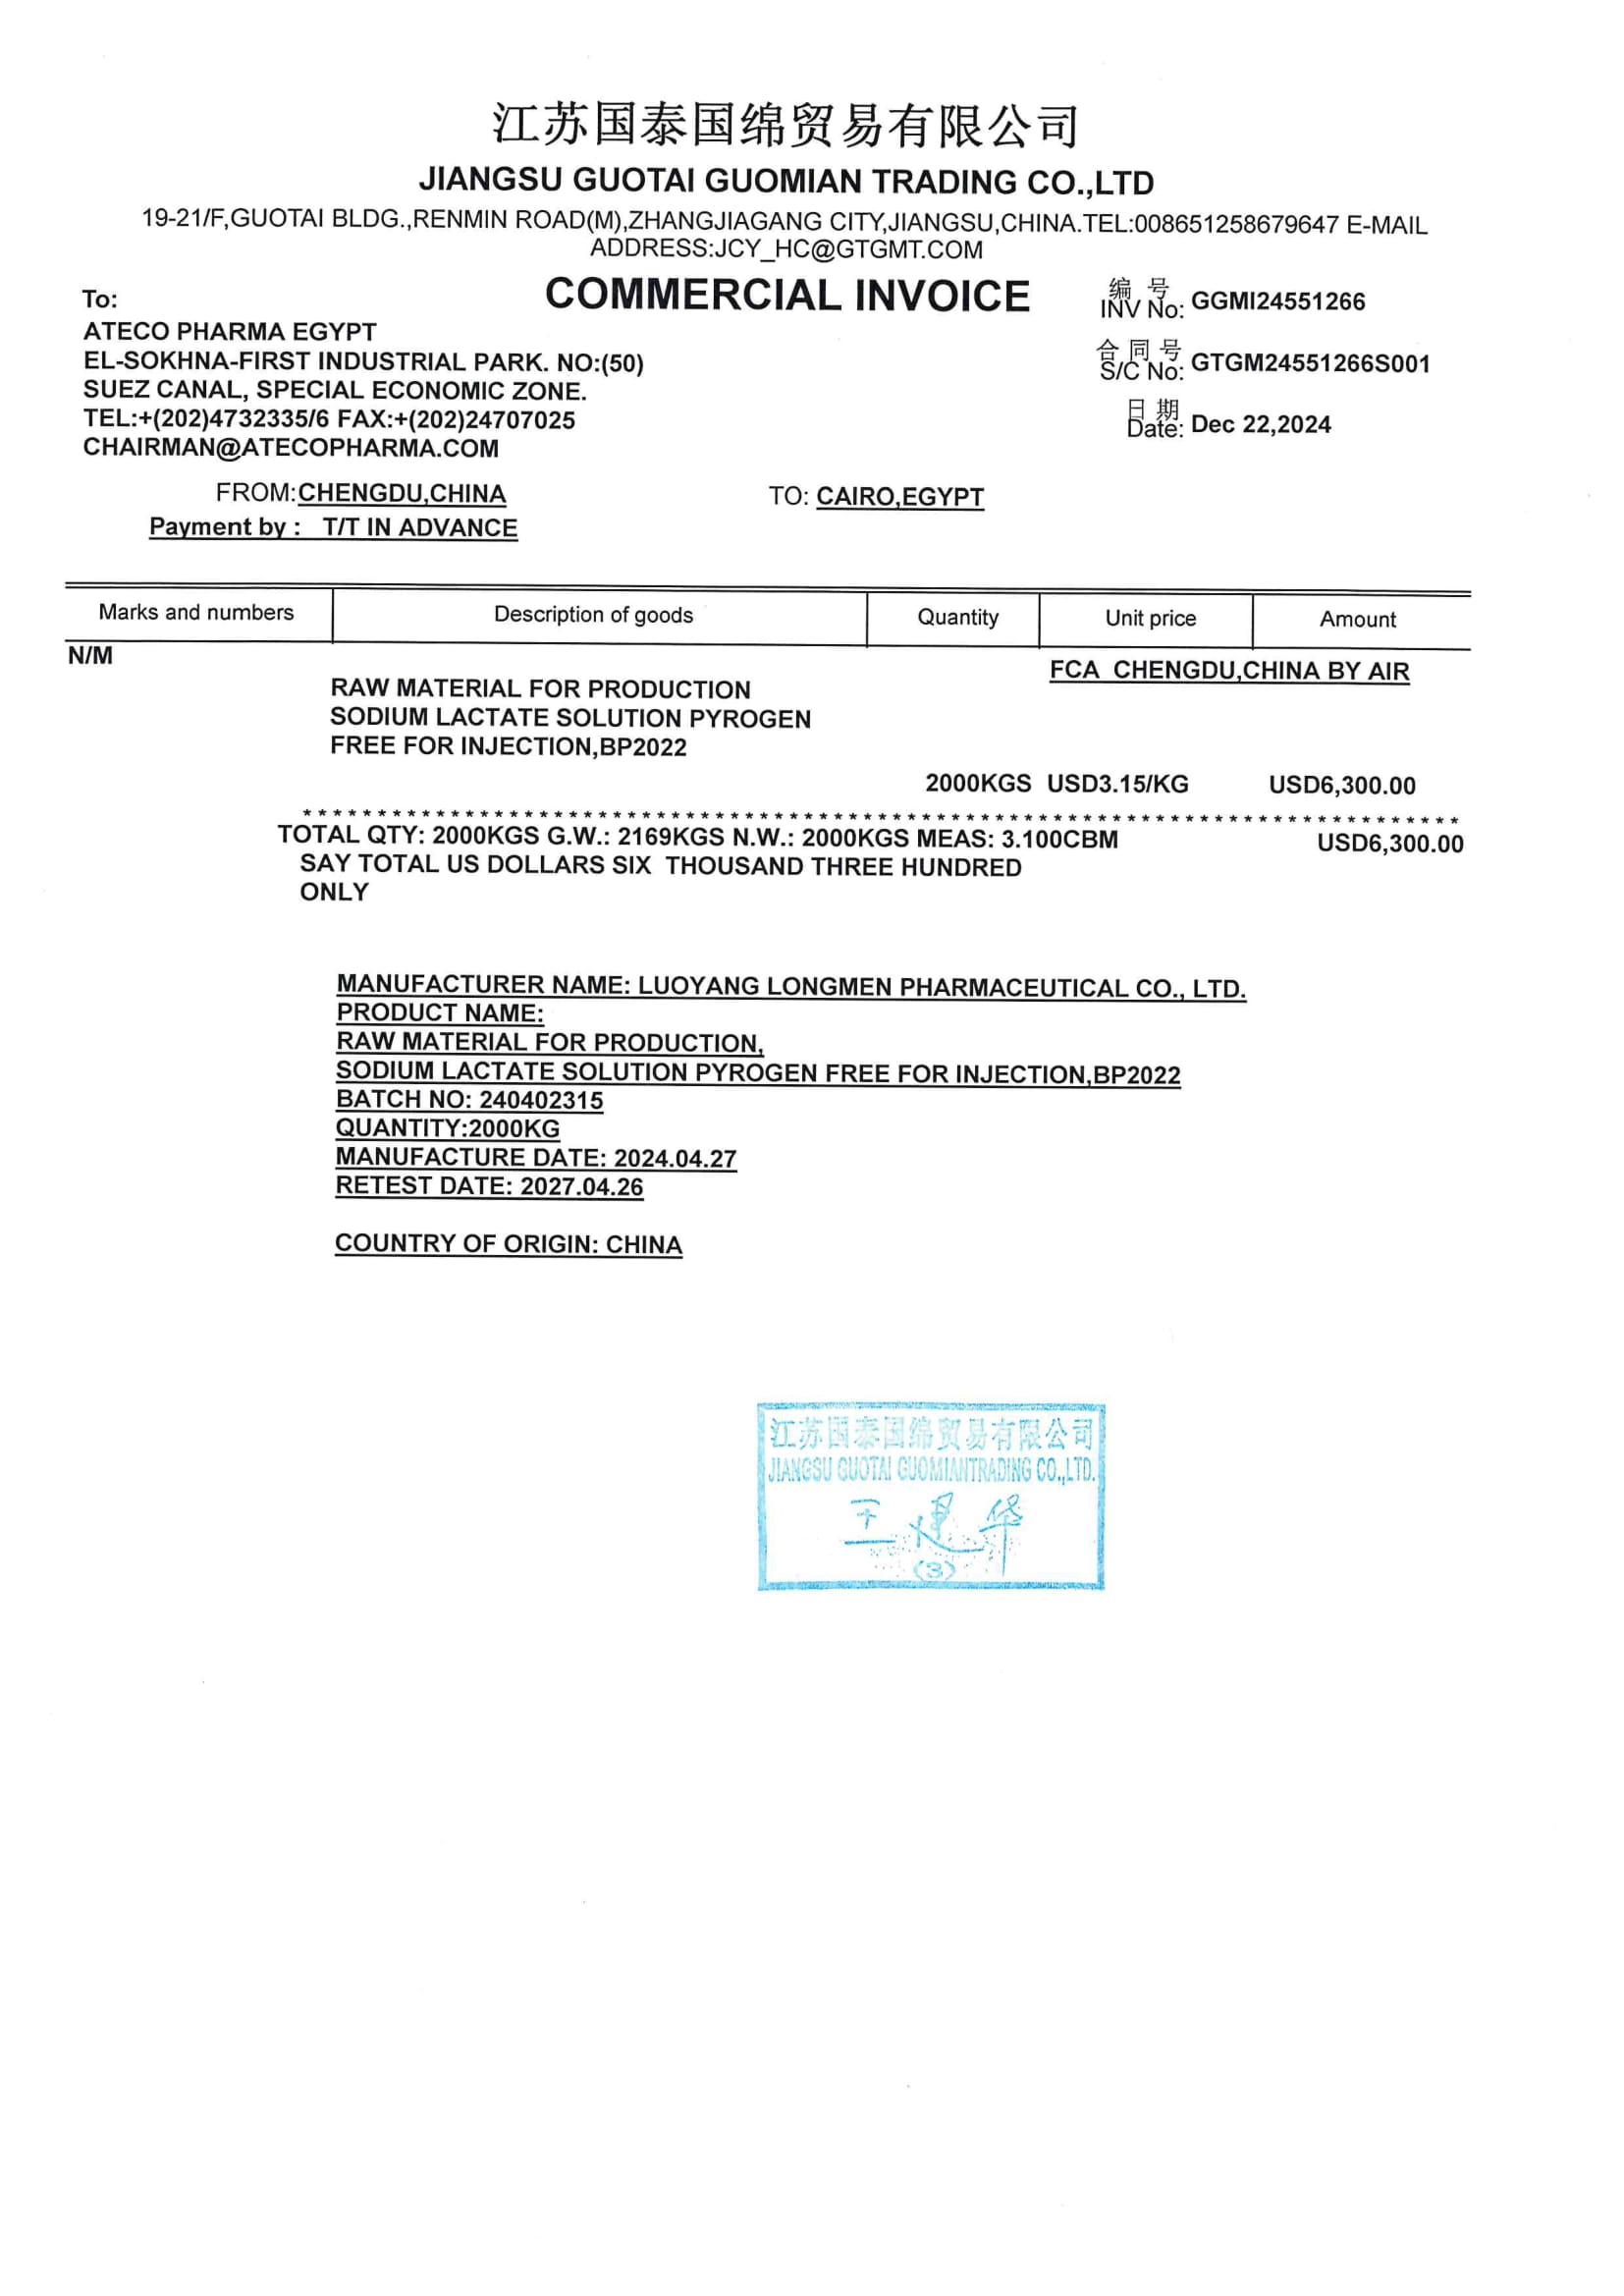 江苏国泰国绵贸易有限公司
JIANGSU GUOTAI GUOMIAN TRADING CO.,LTD
19-21/F,GUOTAI BLDG.,RENMIN ROAD(M),ZHANGJIAGANG CITY,JIANGSU,CHINA.TEL:008651258679647 E-MAIL
ADDRESS:JCY_HC@GTGMT.COM
COMMERCIAL INVOICE
编 号
INV No: GGMI24551266
合 同 号
S/C No: GTGM24551266S001
日 期
Date: Dec 22,2024
To:
ATECO PHARMA EGYPT
EL-SOKHNA-FIRST INDUSTRIAL PARK. NO:(50)
SUEZ CANAL, SPECIAL ECONOMIC ZONE.
TEL:+(202)4732335/6 FAX:+(202)24707025
CHAIRMAN@ATECOPHARMA.COM
FROM:CHENGDU,CHINA TO: CAIRO,EGYPT
Payment by : T/T IN ADVANCE
Marks and numbers Description of goods Quantity Unit price Amount
N/M
FCA CHENGDU,CHINA BY AIR
RAW MATERIAL FOR PRODUCTION
SODIUM LACTATE SOLUTION PYROGEN
FREE FOR INJECTION,BP2022
2000KGS USD3.15/KG USD6,300.00
TOTAL QTY: 2000KGS G.W.: 2169KGS N.W.: 2000KGS MEAS: 3.100CBM USD6,300.00
SAY TOTAL US DOLLARS SIX THOUSAND THREE HUNDRED
ONLY
MANUFACTURER NAME: LUOYANG LONGMEN PHARMACEUTICAL CO., LTD.
PRODUCT NAME:
RAW MATERIAL FOR PRODUCTION,
SODIUM LACTATE SOLUTION PYROGEN FREE FOR INJECTION,BP2022
BATCH NO: 240402315
QUANTITY:2000KG
MANUFACTURE DATE: 2024.04.27
RETEST DATE: 2027.04.26
COUNTRY OF ORIGIN: CHINA
江苏国泰国绵贸易有限公司
JIANGSU GUOTAI GUOMIANTRADING CO.,LTD.
王建华
(3)